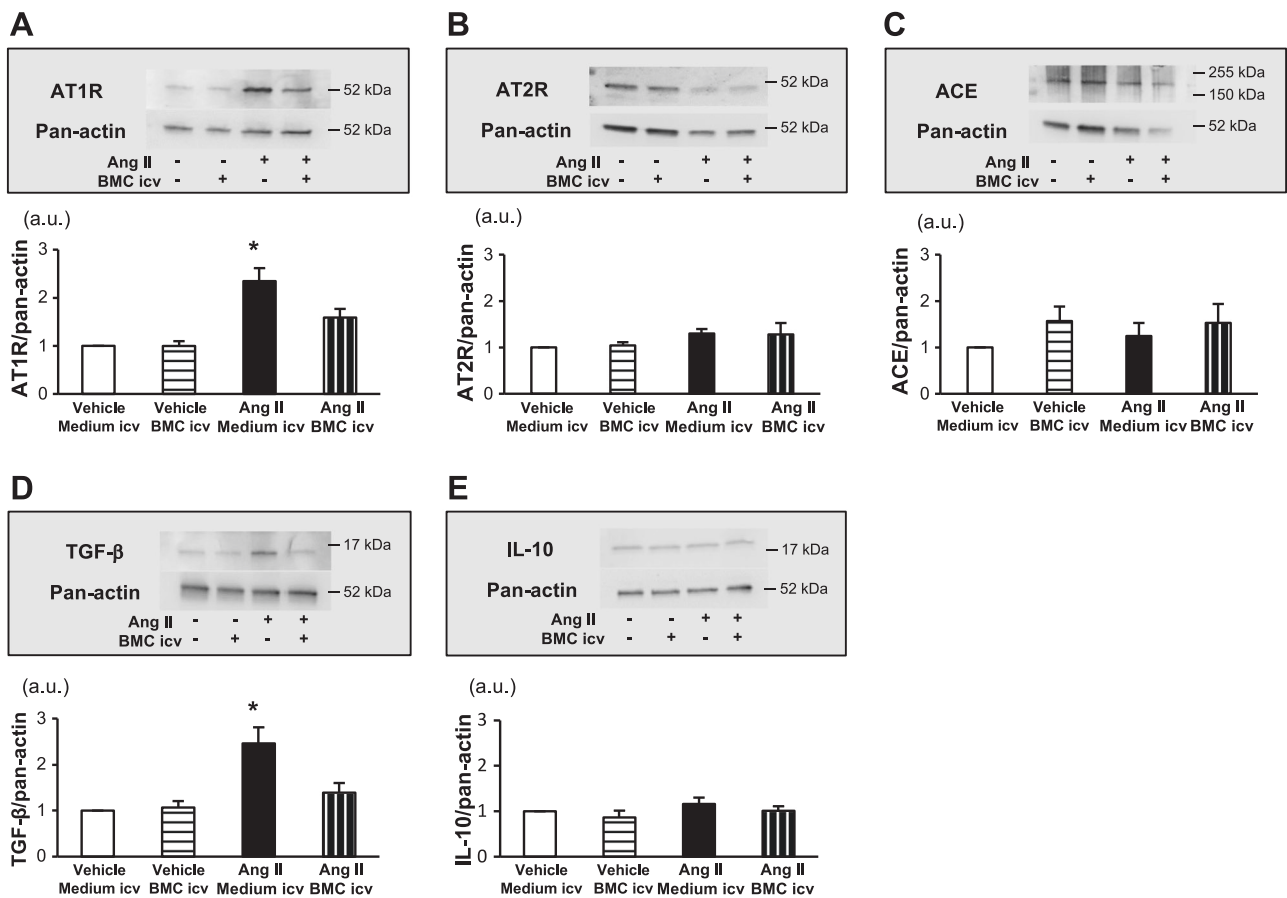 A
AT1R
52 kDa
Pan-actin
52 kDa
Ang II - - + +
BMC icv - + - +
(a.u.)
AT1R/pan-actin
3
2
1
0
*
Vehicle Medium icv
Vehicle BMC icv
Ang II Medium icv
Ang II BMC icv
B
AT2R
52 kDa
Pan-actin
52 kDa
Ang II - - + +
BMC icv - + - +
(a.u.)
AT2R/pan-actin
3
2
1
0
Vehicle Medium icv
Vehicle BMC icv
Ang II Medium icv
Ang II BMC icv
C
ACE
255 kDa
150 kDa
Pan-actin
52 kDa
Ang II - - + +
BMC icv - + - +
(a.u.)
ACE/pan-actin
3
2
1
0
Vehicle Medium icv
Vehicle BMC icv
Ang II Medium icv
Ang II BMC icv
D
TGF-β
17 kDa
Pan-actin
52 kDa
Ang II - - + +
BMC icv - + - +
(a.u.)
TGF-β/pan-actin
3
2
1
0
*
Vehicle Medium icv
Vehicle BMC icv
Ang II Medium icv
Ang II BMC icv
E
IL-10
17 kDa
Pan-actin
52 kDa
Ang II - - + +
BMC icv - + - +
(a.u.)
IL-10/pan-actin
3
2
1
0
Vehicle Medium icv
Vehicle BMC icv
Ang II Medium icv
Ang II BMC icv